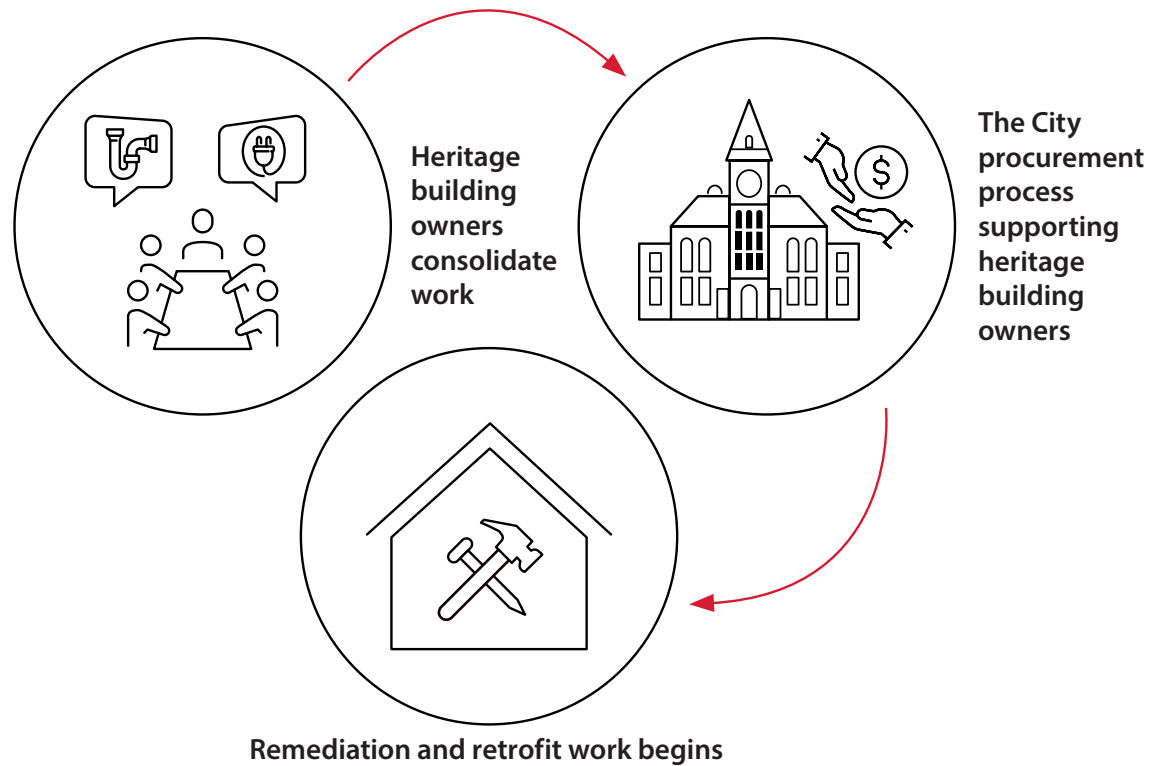 Heritage
building
owners
consolidate
work
The City
procurement
process
supporting
heritage
building
owners
$
Remediation and retrofit work begins